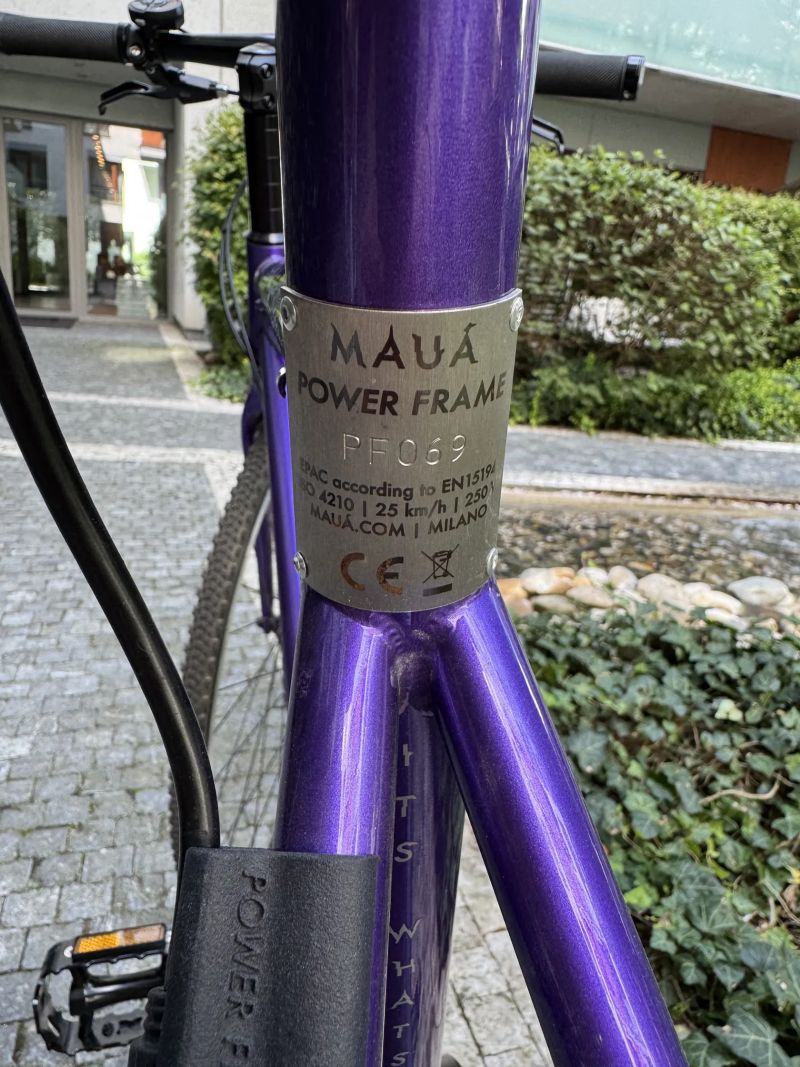 MAUÁ
POWER FRAME
PF069
EPAC according to EN15194
ISO 4210 | 25 km/h | 250
MAUÁ.COM | MILANO
CE
ITS WHATS
POWER